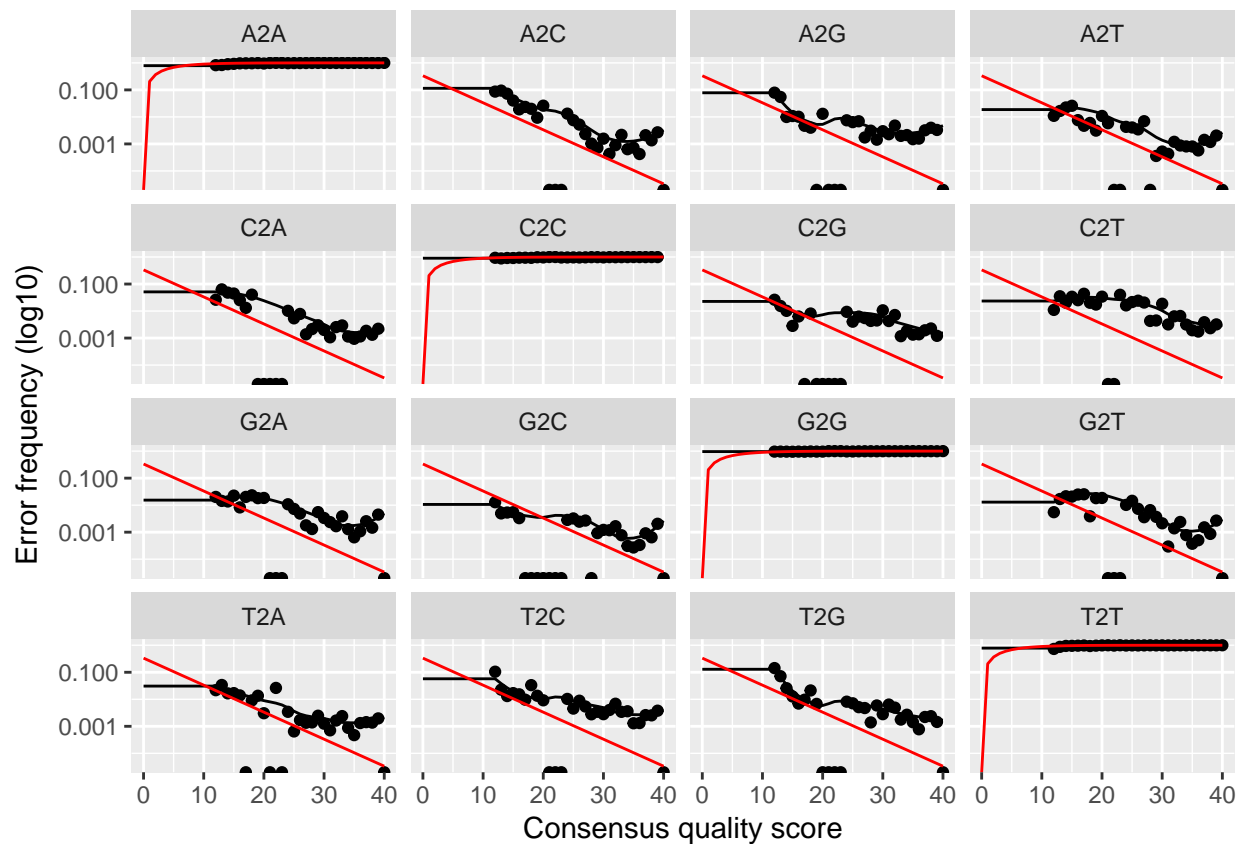 A2A A2C A2G A2T
0.100
0.001
C2A C2C C2G C2T
0.100
0.001
G2A G2C G2G G2T
0.100
0.001
T2A T2C T2G T2T
0.100
0.001
0 10 20 30 40 0 10 20 30 40 0 10 20 30 40 0 10 20 30 40
Consensus quality score
Error frequency (log10)